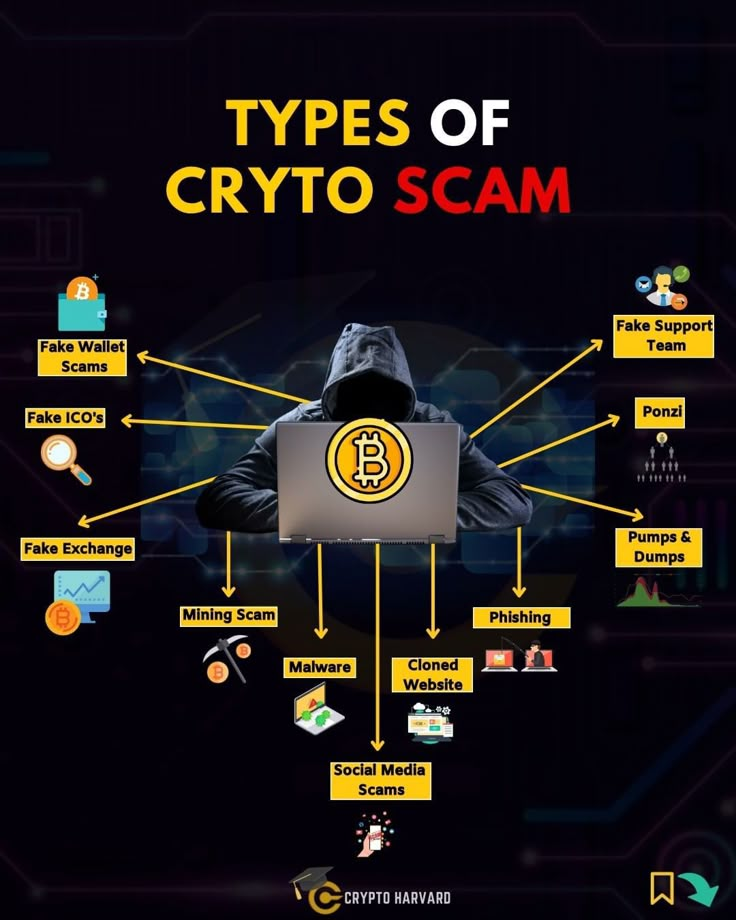 TYPES OF
CRYTO SCAM
Fake Wallet
Scams
Fake Support
Team
Fake ICO's
Ponzi
Fake Exchange
Pumps &
Dumps
Mining Scam
Phishing
Malware
Cloned
Website
Social Media
Scams
CRYPTO HARVARD